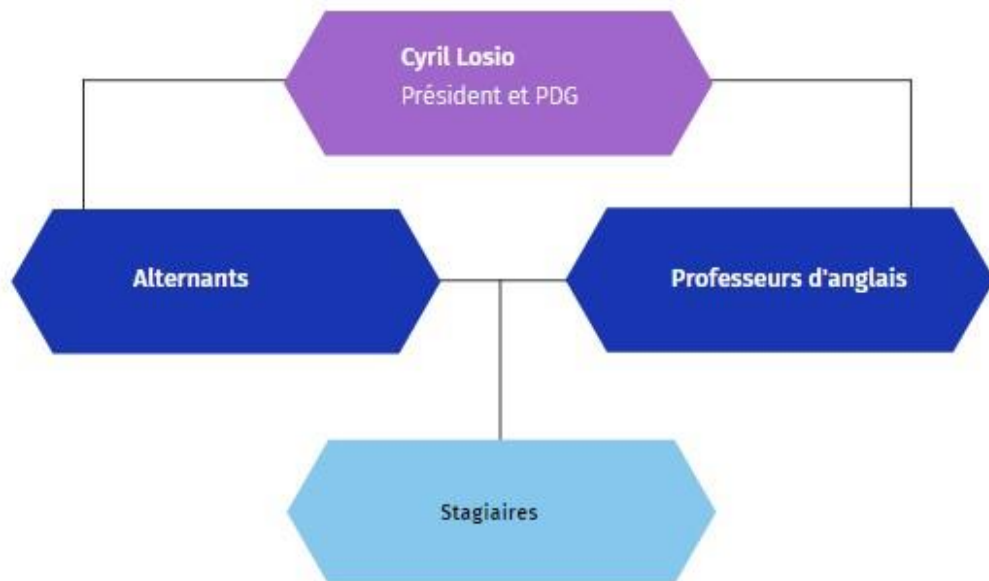 Cyril Losio
Président et PDG
Alternants
Professeurs d'anglais
Stagiaires